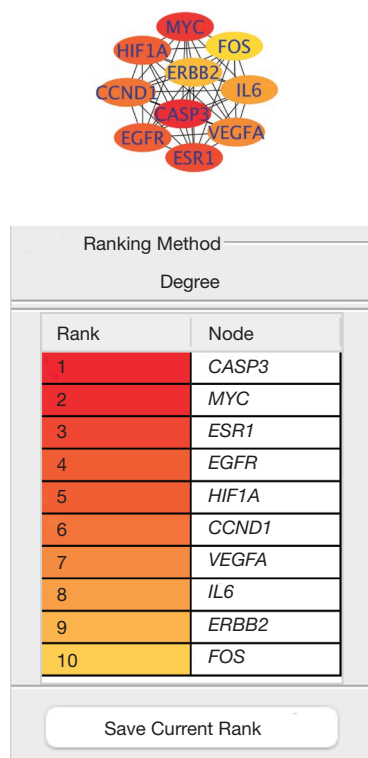 MYC
HIF1A
FOS
ERBB2
CCND1
IL6
CASP3
EGFR
VEGFA
ESR1
Ranking Method
Degree
Rank Node
1 CASP3
2 MYC
3 ESR1
4 EGFR
5 HIF1A
6 CCND1
7 VEGFA
8 IL6
9 ERBB2
10 FOS
Save Current Rank